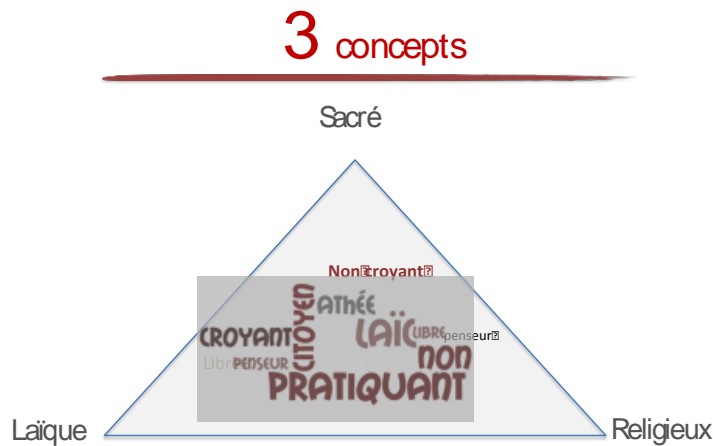 3 concepts
Sacré
Non croyant
ATHÉE
CITOYEN
CROYANT
LAÏC
LIBRE penseur
Libre PENSEUR
non
PRATIQUANT
Laïque
Religieux